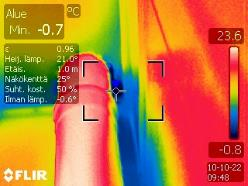 Alue °C
Min. -0.7
ε 0.96
Heij. lämp. 21.0°
Etäis. 1.0 m
Näkökenttä 25°
Suht. kost. 50 %
Ilman lämp. -0.6°
23.6
-0.8
10-10-22
09:48
FLIR